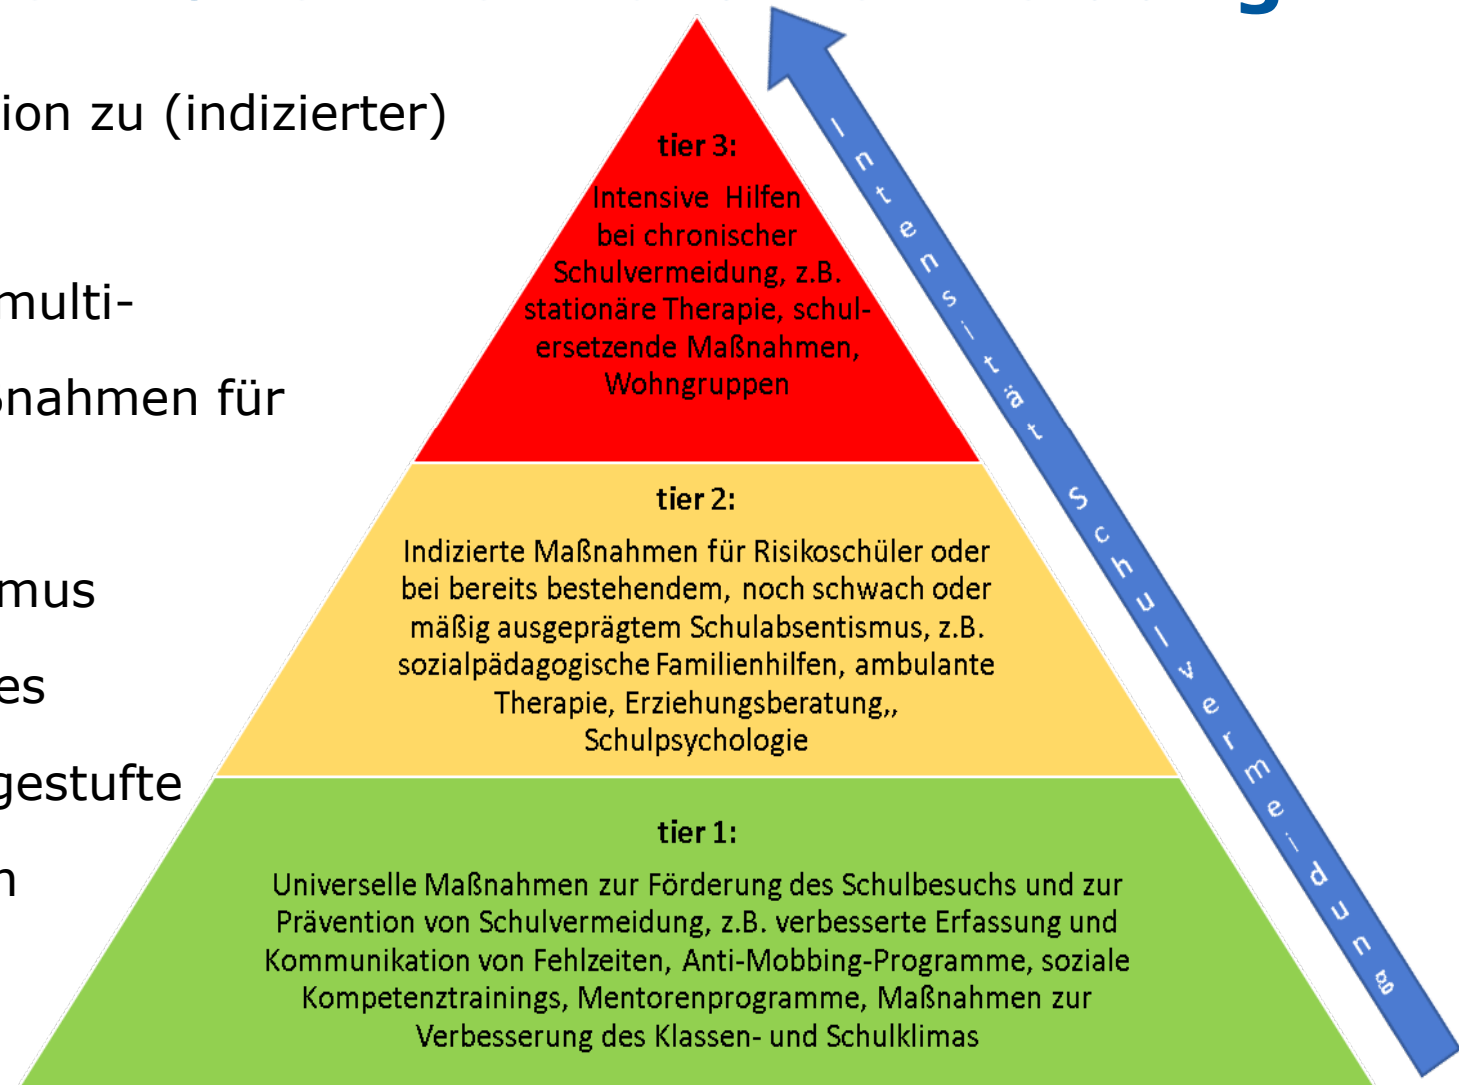 g
ion zu (indizierter)
multi-
ßnahmen für
mus
es
gestufte
n
tier 3:
Intensive Hilfen
bei chronischer
Schulvermeidung, z.B.
stationäre Therapie, schul-
ersetzende Maßnahmen,
Wohngruppen
tier 2:
Indizierte Maßnahmen für Risikoschüler oder
bei bereits bestehendem, noch schwach oder
mäßig ausgeprägtem Schulabsentismus, z.B.
sozialpädagogische Familienhilfen, ambulante
Therapie, Erziehungsberatung,,
Schulpsychologie
tier 1:
Universelle Maßnahmen zur Förderung des Schulbesuchs und zur
Prävention von Schulvermeidung, z.B. verbesserte Erfassung und
Kommunikation von Fehlzeiten, Anti-Mobbing-Programme, soziale
Kompetenztrainings, Mentorenprogramme, Maßnahmen zur
Verbesserung des Klassen- und Schulklimas
Intensität Schulvermeidung